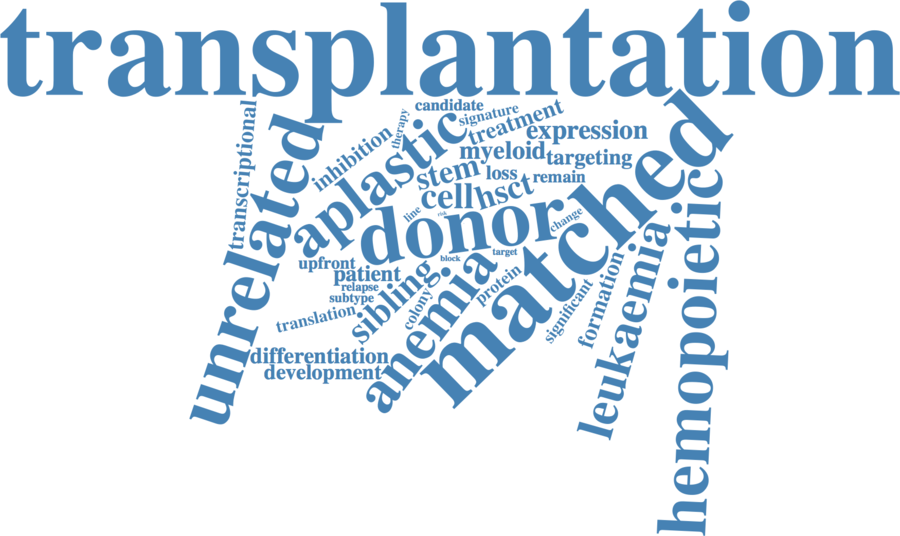 transplantation
candidate
signature
therapy
treatment
transcriptional
unrelated
inhibition
aplastic
expression
matched
myeloid
targeting
stem
loss
remain
cell
hsct
hemopoietic
line
risk
donor
change
block
target
upfront
patient
relapse
subtype
sibling
colony
anemia
protein
translation
significant
formation
leukaemia
differentiation
development